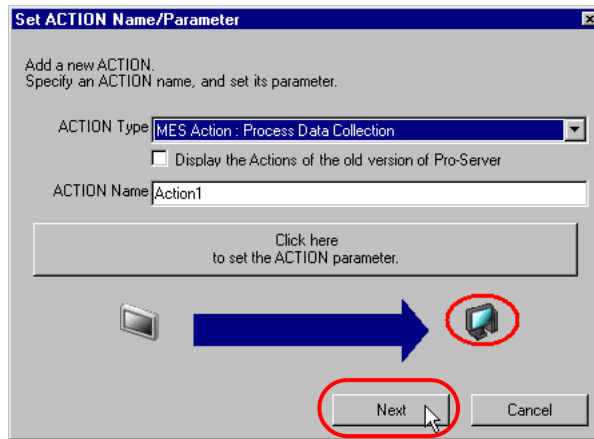 Set ACTION Name/Parameter
Add a new ACTION.
Specify an ACTION name, and set its parameter.
ACTION Type MES Action : Process Data Collection
Display the Actions of the old version of Pro-Server
ACTION Name Action1
Click here
to set the ACTION parameter.
Next Cancel